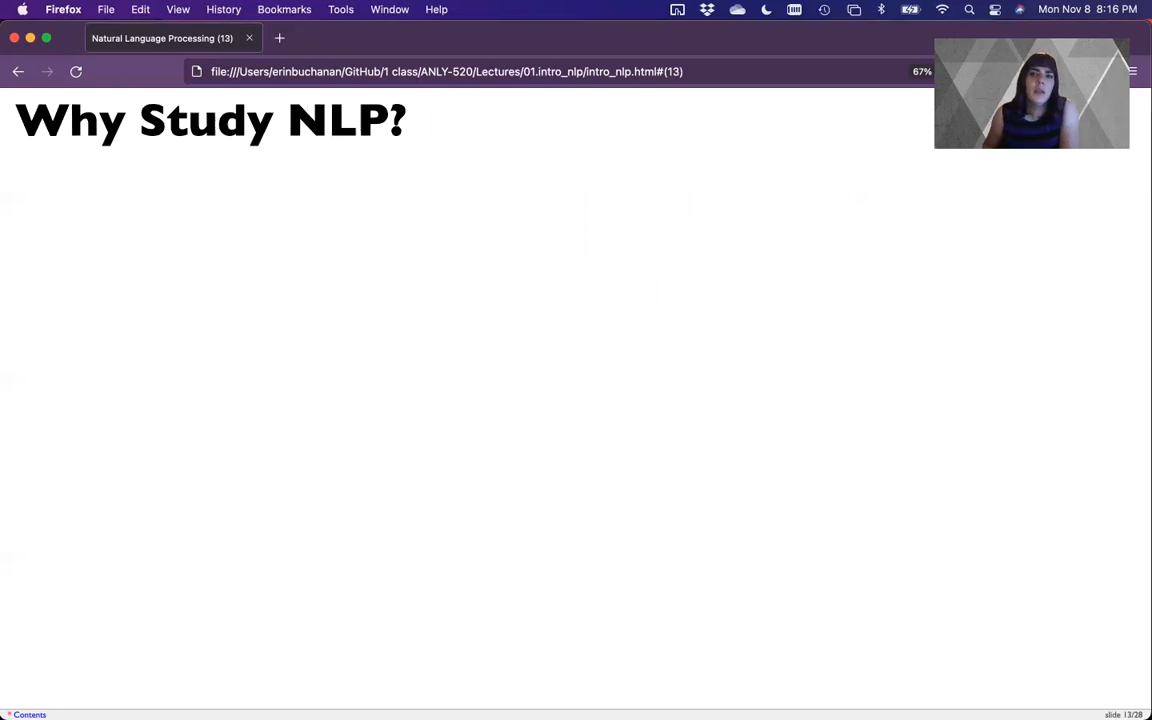 Firefox File Edit View History Bookmarks Tools Window Help Mon Nov 8 8:16 PM
Natural Language Processing (13)
file:///Users/erinbuchanan/GitHub/1 class/ANLY-520/Lectures/01.intro_nlp/intro_nlp.html#(13) 67%
Why Study NLP?
* Contents slide 13/28